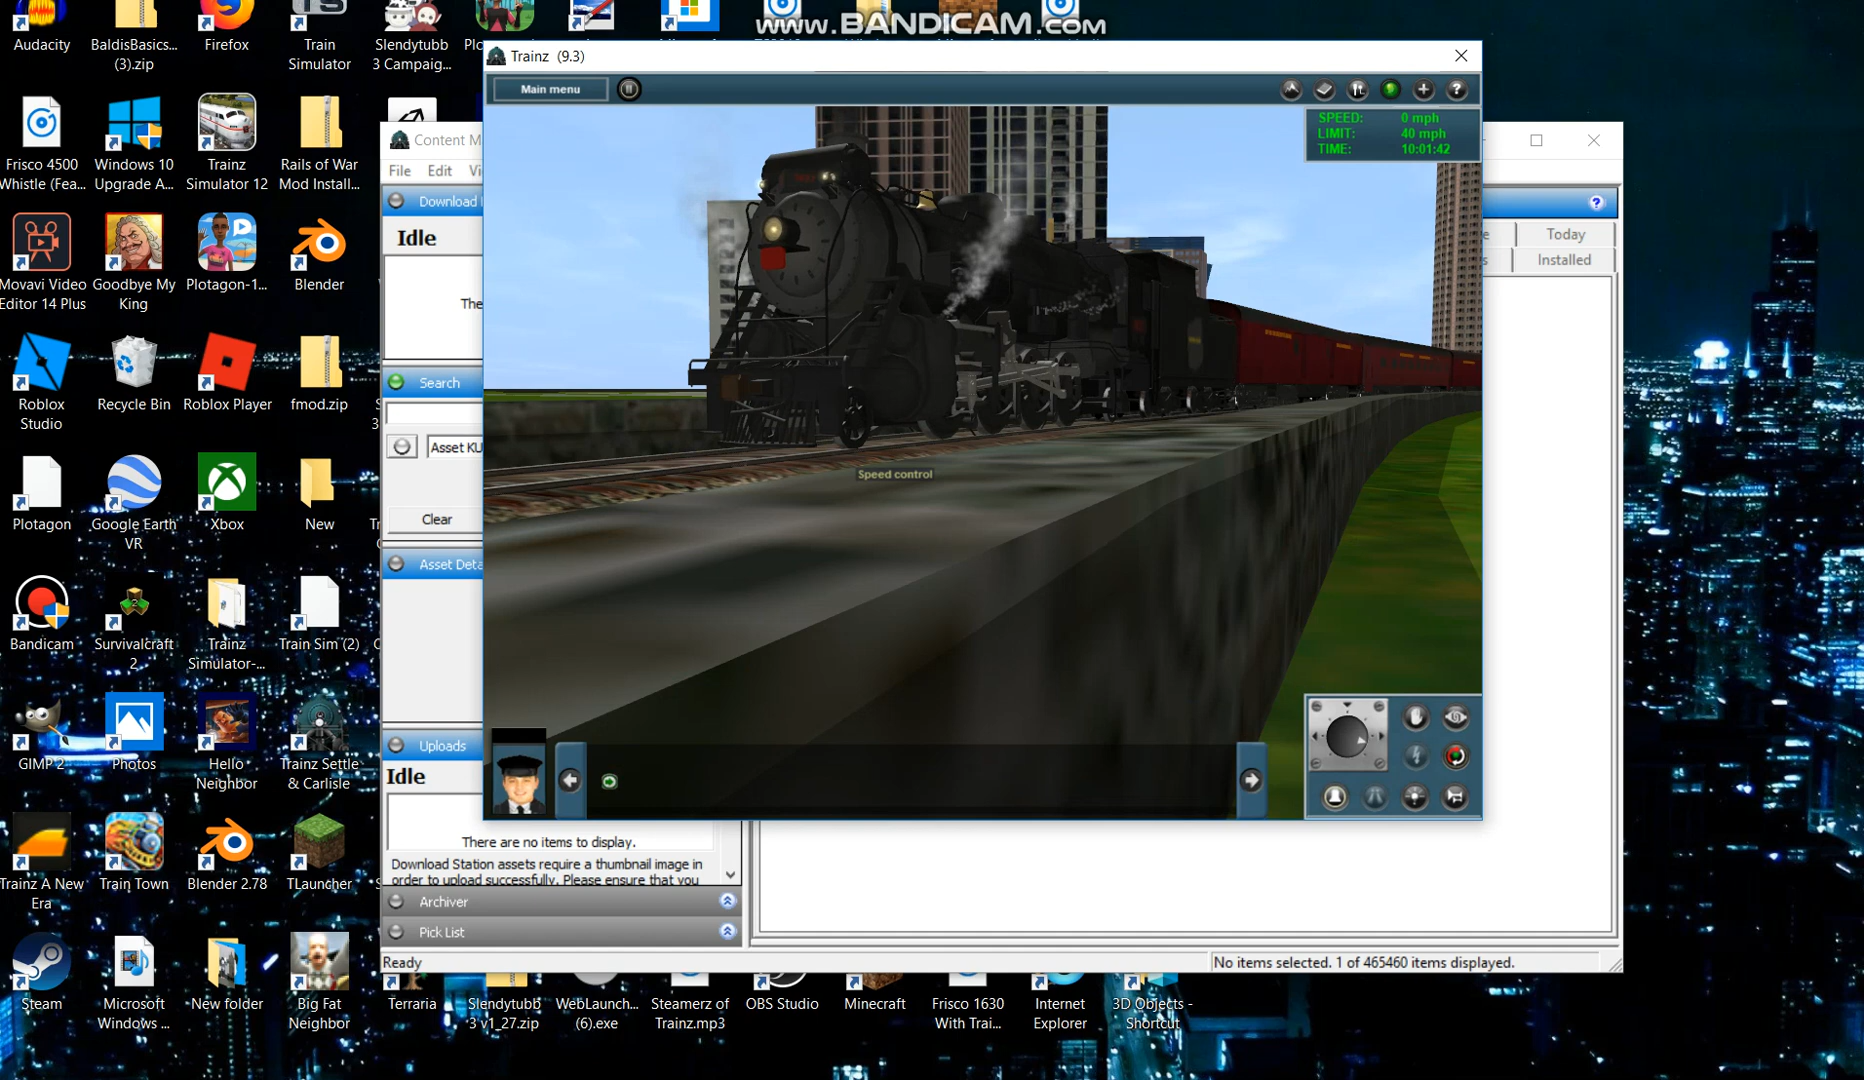 www.BANDICAM.com
Audacity
BaldisBasics...
(3).zip
Firefox
Train
Simulator
Slendytubb
3 Campaig...
Trainz (9.3)
Main menu
SPEED: 0 mph
LIMIT: 40 mph
TIME: 10:01:42
Content M
File Edit Vi
Download
Idle
The
Search
Asset KU
Clear
Asset Deta
Uploads
Idle
There are no items to display.
Download Station assets require a thumbnail image in
order to upload successfully. Please ensure that you
Archiver
Pick List
Ready
No items selected. 1 of 465460 items displayed.
Today
Installed
Speed control
Frisco 4500
Whistle (Fea...
Windows 10
Upgrade A...
Trainz
Simulator 12
Rails of War
Mod Install...
Movavi Video
Editor 14 Plus
Goodbye My
King
Plotagon-1...
Blender
Roblox
Studio
Recycle Bin
Roblox Player
fmod.zip
Plotagon
Google Earth
VR
Xbox
New
Bandicam
Survivalcraft
2
Trainz
Simulator-...
Train Sim (2)
GIMP 2
Photos
Hello
Neighbor
Trainz Settle
& Carlisle
Trainz A New
Era
Train Town
Blender 2.78
TLauncher
Steam
Microsoft
Windows ...
New folder
Big Fat
Neighbor
Terraria
Slendytubb
3 v1_27.zip
WebLaunch...
(6).exe
Steamerz of
Trainz.mp3
OBS Studio
Minecraft
Frisco 1630
With Trai...
Internet
Explorer
3D Objects -
Shortcut